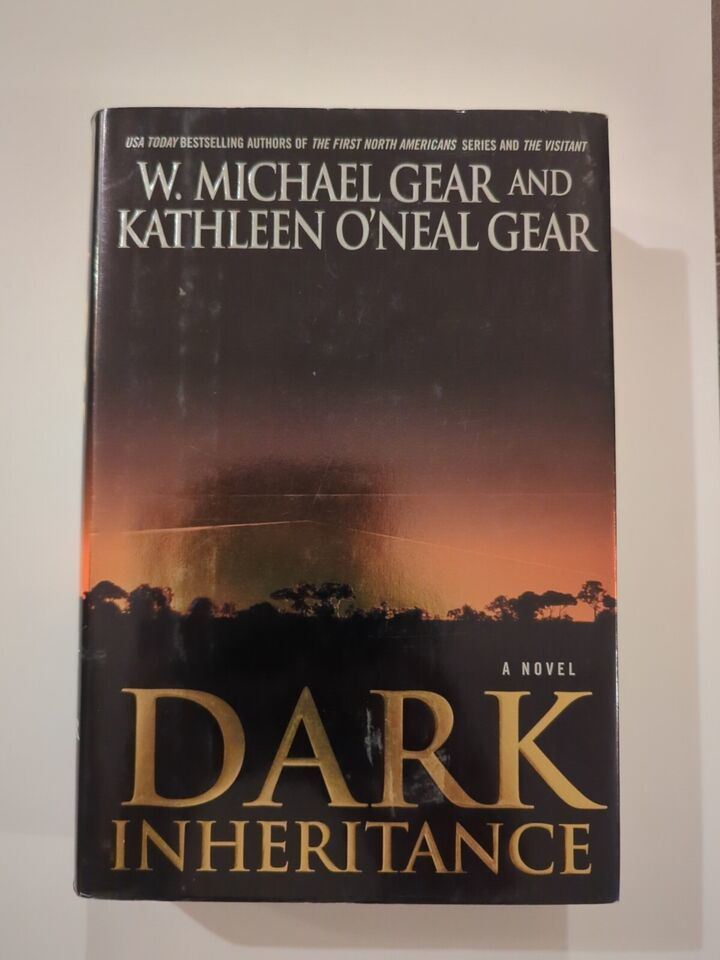 USA TODAY BESTSELLING AUTHORS OF THE FIRST NORTH AMERICANS SERIES AND THE VISITANT
W. MICHAEL GEAR AND
KATHLEEN O'NEAL GEAR
A NOVEL
DARK
INHERITANCE